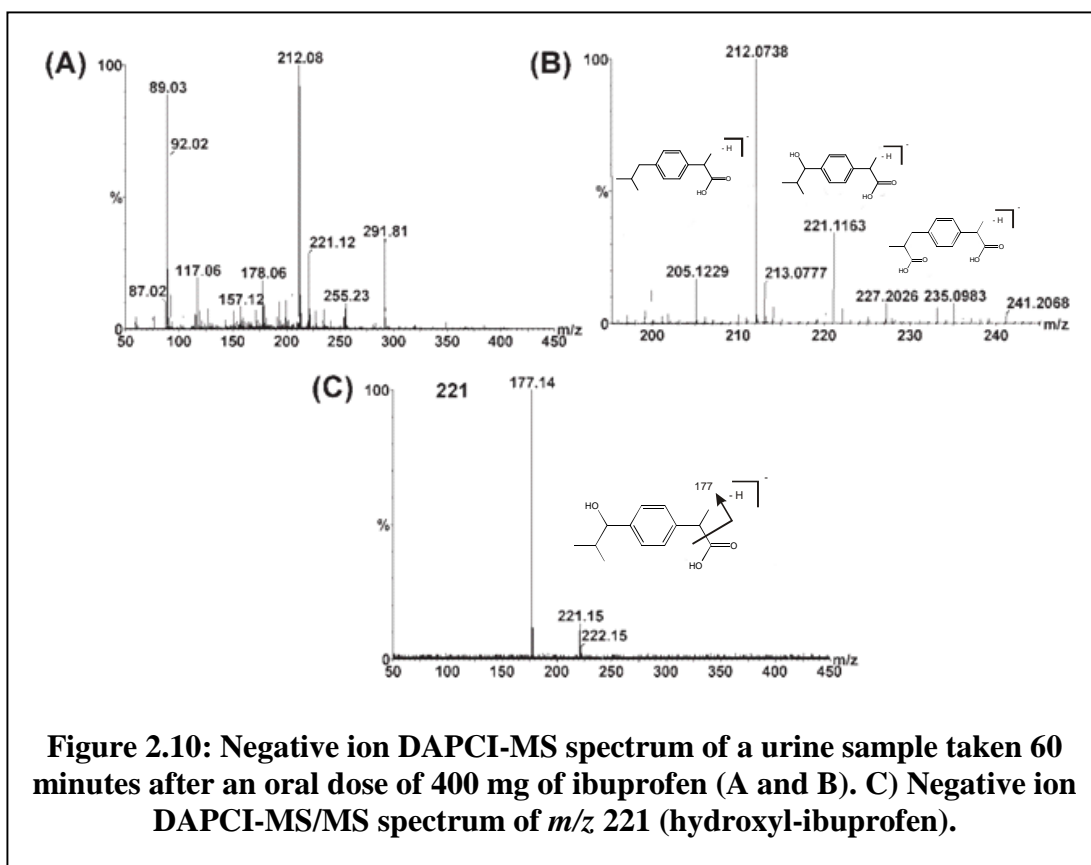 (A)
100
212.08
89.03
92.02
%
291.81
221.12
117.06
178.06
87.02
157.12
255.23
0
m/z
50 100 150 200 250 300 350 400 450
(B)
100
212.0738
- H
-
O
HO
HO
- H
-
O
HO
- H
-
O
HO
O
HO
%
221.1163
205.1229
213.0777
227.2026
235.0983
241.2068
0
m/z
200 210 220 230 240
(C)
100
221
177.14
177
- H
-
HO
O
HO
%
221.15
222.15
0
m/z
50 100 150 200 250 300 350 400 450
Figure 2.10: Negative ion DAPCI-MS spectrum of a urine sample taken 60
minutes after an oral dose of 400 mg of ibuprofen (A and B). C) Negative ion
DAPCI-MS/MS spectrum of m/z 221 (hydroxyl-ibuprofen).